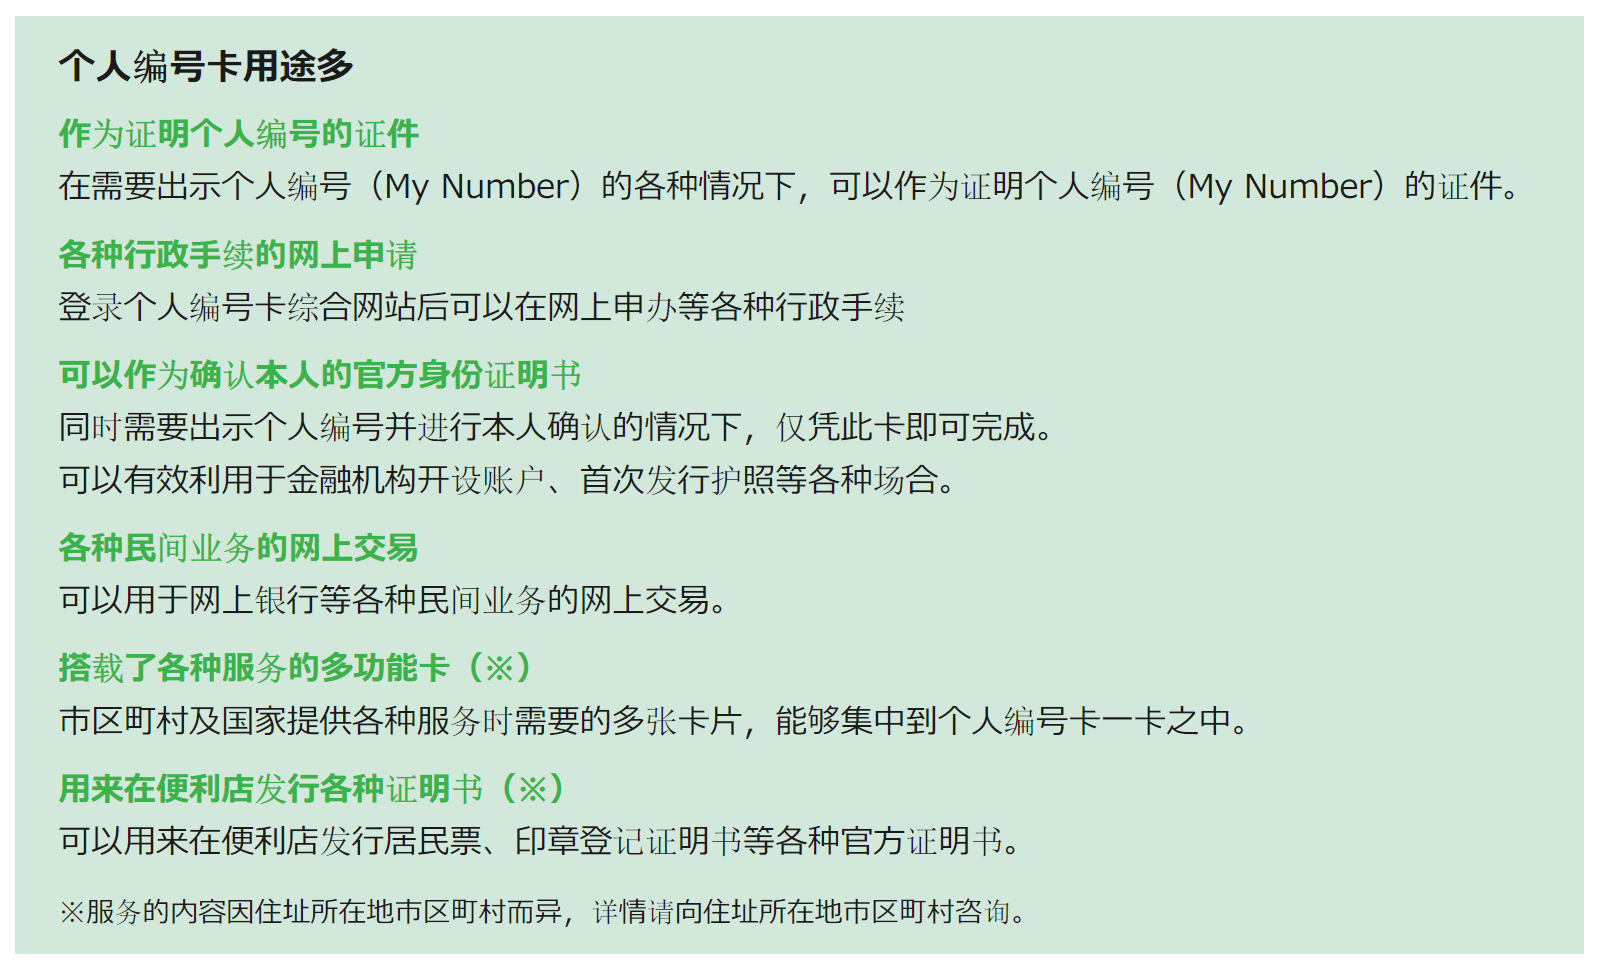 个人编号卡用途多
作为证明个人编号的证件
在需要出示个人编号（My Number）的各种情况下，可以作为证明个人编号（My Number）的证件。
各种行政手续的网上申请
登录个人编号卡综合网站后可以在网上申办等各种行政手续
可以作为确认本人的官方身份证明书
同时需要出示个人编号并进行本人确认的情况下，仅凭此卡即可完成。
可以有效利用于金融机构开设账户、首次发行护照等各种场合。
各种民间业务的网上交易
可以用于网上银行等各种民间业务的网上交易。
搭载了各种服务的多功能卡（※）
市区町村及国家提供各种服务时需要的多张卡片，能够集中到个人编号卡一卡之中。
用来在便利店发行各种证明书（※）
可以用来在便利店发行居民票、印章登记证明书等各种官方证明书。
※服务的内容因住址所在地市区町村而异，详情请向住址所在地市区町村咨询。